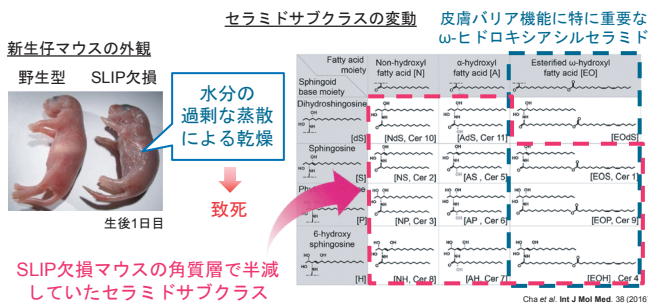 セラミドサブクラスの変動
皮膚バリア機能に特に重要な
ω-ヒドロキシアシルセラミド
新生仔マウスの外観
野生型 SLIP欠損
水分の
過剰な蒸散
による乾燥
致死
生後1日目
SLIP欠損マウスの角質層で半減
していたセラミドサブクラス
Fatty acid
moiety
Sphingoid
base moiety
Non-hydroxyl
fatty acid [N]
α-hydroxyl
fatty acid [A]
Esterified ω-hydroxyl
fatty acid [EO]
Dihydroshingosine
[dS]
[NdS, Cer 10]
[AdS, Cer 11]
[EOdS]
Sphingosine
[S]
[NS, Cer 2]
[AS , Cer 5]
[EOS, Cer 1]
[P]
[NP, Cer 3]
[AP , Cer 6]
[EOP, Cer 9]
6-hydroxy
sphingosine
[H]
[NH, Cer 8]
[AH, Cer 7]
[EOH] , Cer 4
Cha et al. Int J Mol Med. 38 (2016